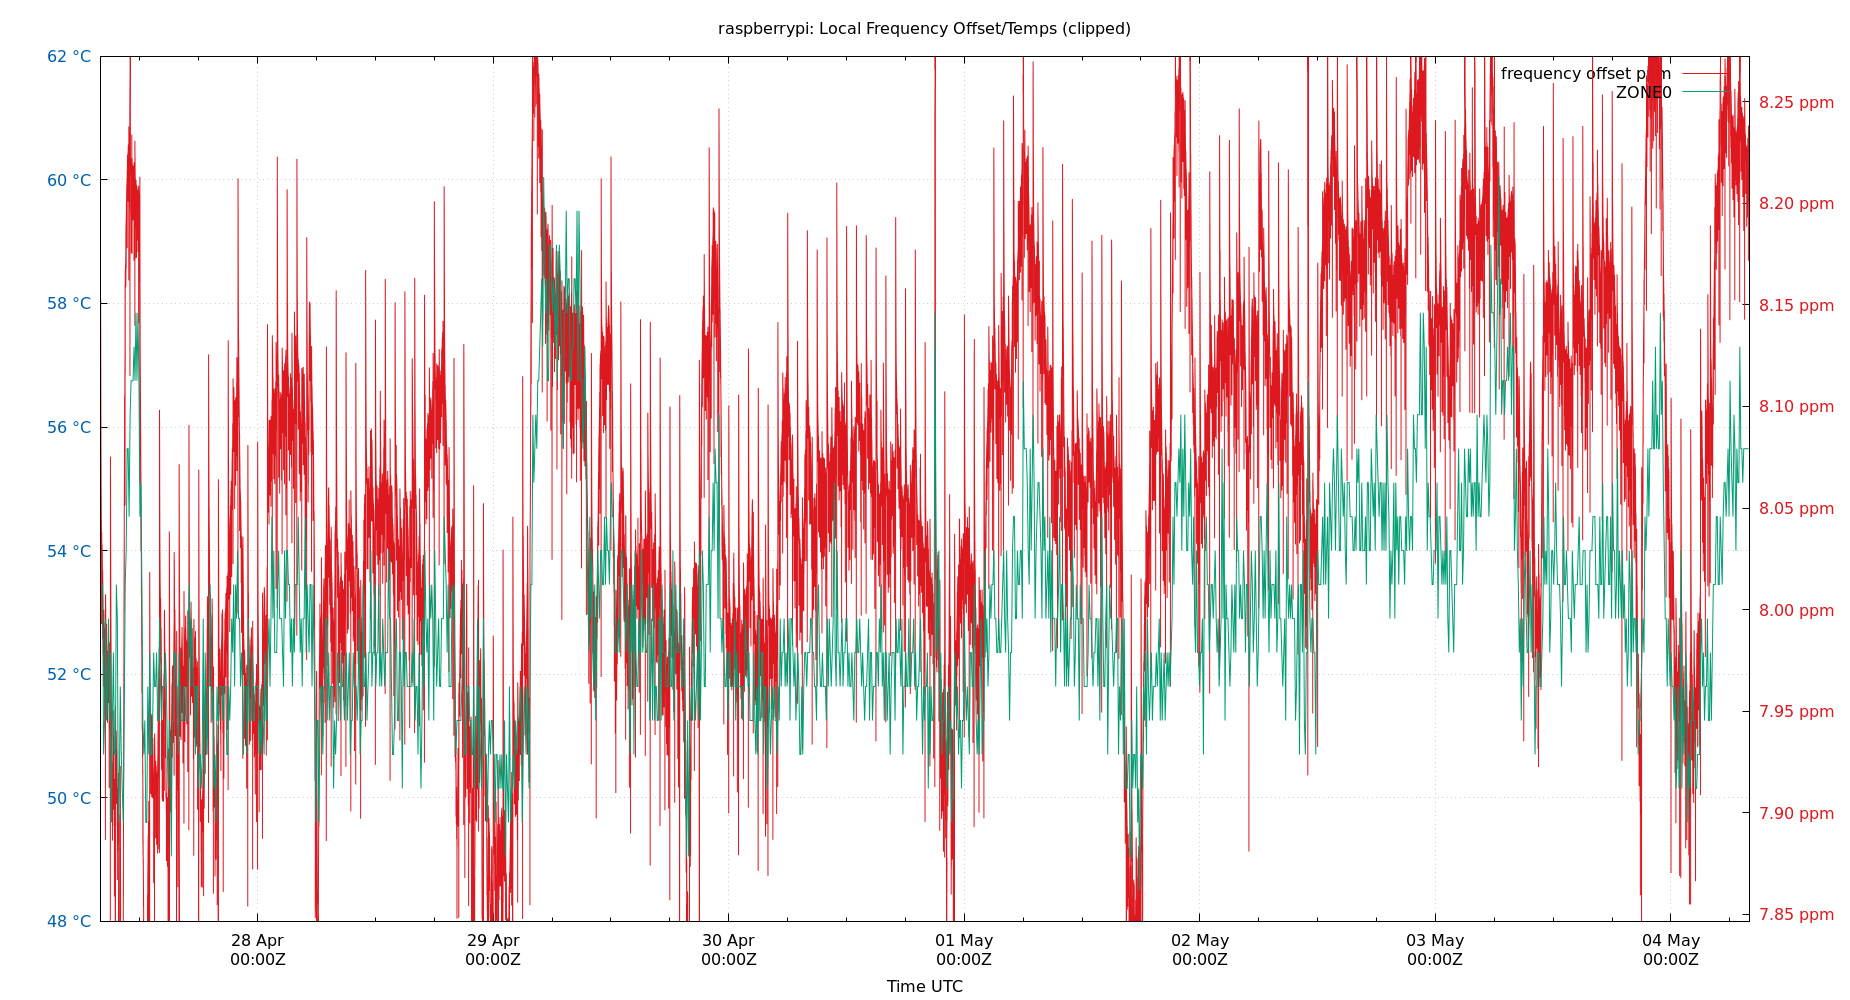 raspberrypi: Local Frequency Offset/Temps (clipped)
62 °C
60 °C
58 °C
56 °C
54 °C
52 °C
50 °C
48 °C
frequency offset ppm
ZONE0
8.25 ppm
8.20 ppm
8.15 ppm
8.10 ppm
8.05 ppm
8.00 ppm
7.95 ppm
7.90 ppm
7.85 ppm
28 Apr
00:00Z
29 Apr
00:00Z
30 Apr
00:00Z
01 May
00:00Z
02 May
00:00Z
03 May
00:00Z
04 May
00:00Z
Time UTC